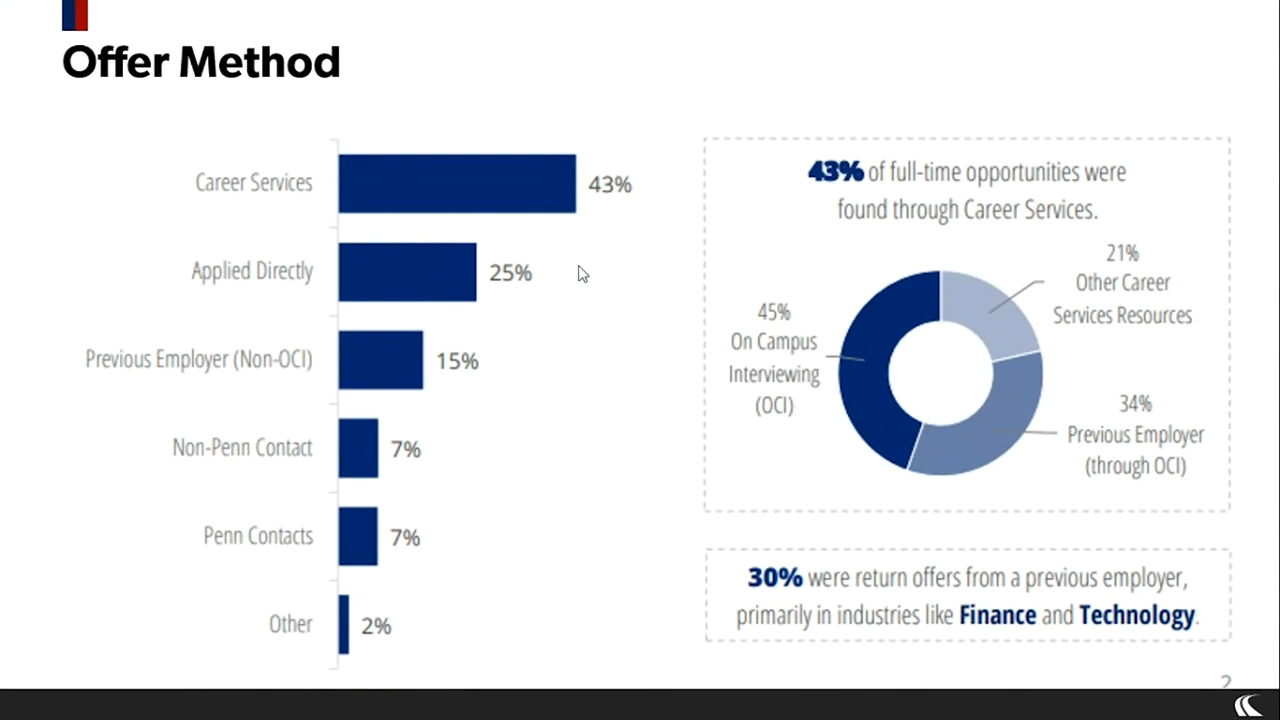 Offer Method
Career Services
43%
Applied Directly
25%
Previous Employer (Non-OCI)
15%
Non-Penn Contact
7%
Penn Contacts
7%
Other
2%
43% of full-time opportunities were
found through Career Services.
21%
Other Career
Services Resources
45%
On Campus
Interviewing
(OCI)
34%
Previous Employer
(through OCI)
30% were return offers from a previous employer,
primarily in industries like Finance and Technology.
2